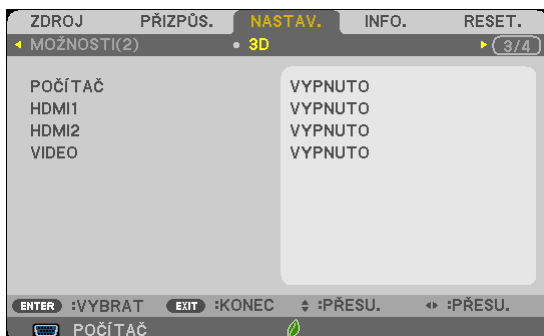 ZDROJ PŘIZPŮS. NASTAV. INFO. RESET.
MOŽNOSTI(2) 3D 3/4
POČÍTAČ VYPNUTO
HDMI1 VYPNUTO
HDMI2 VYPNUTO
VIDEO VYPNUTO
ENTER :VYBRAT EXIT :KONEC :PŘESU. :PŘESU.
POČÍTAČ